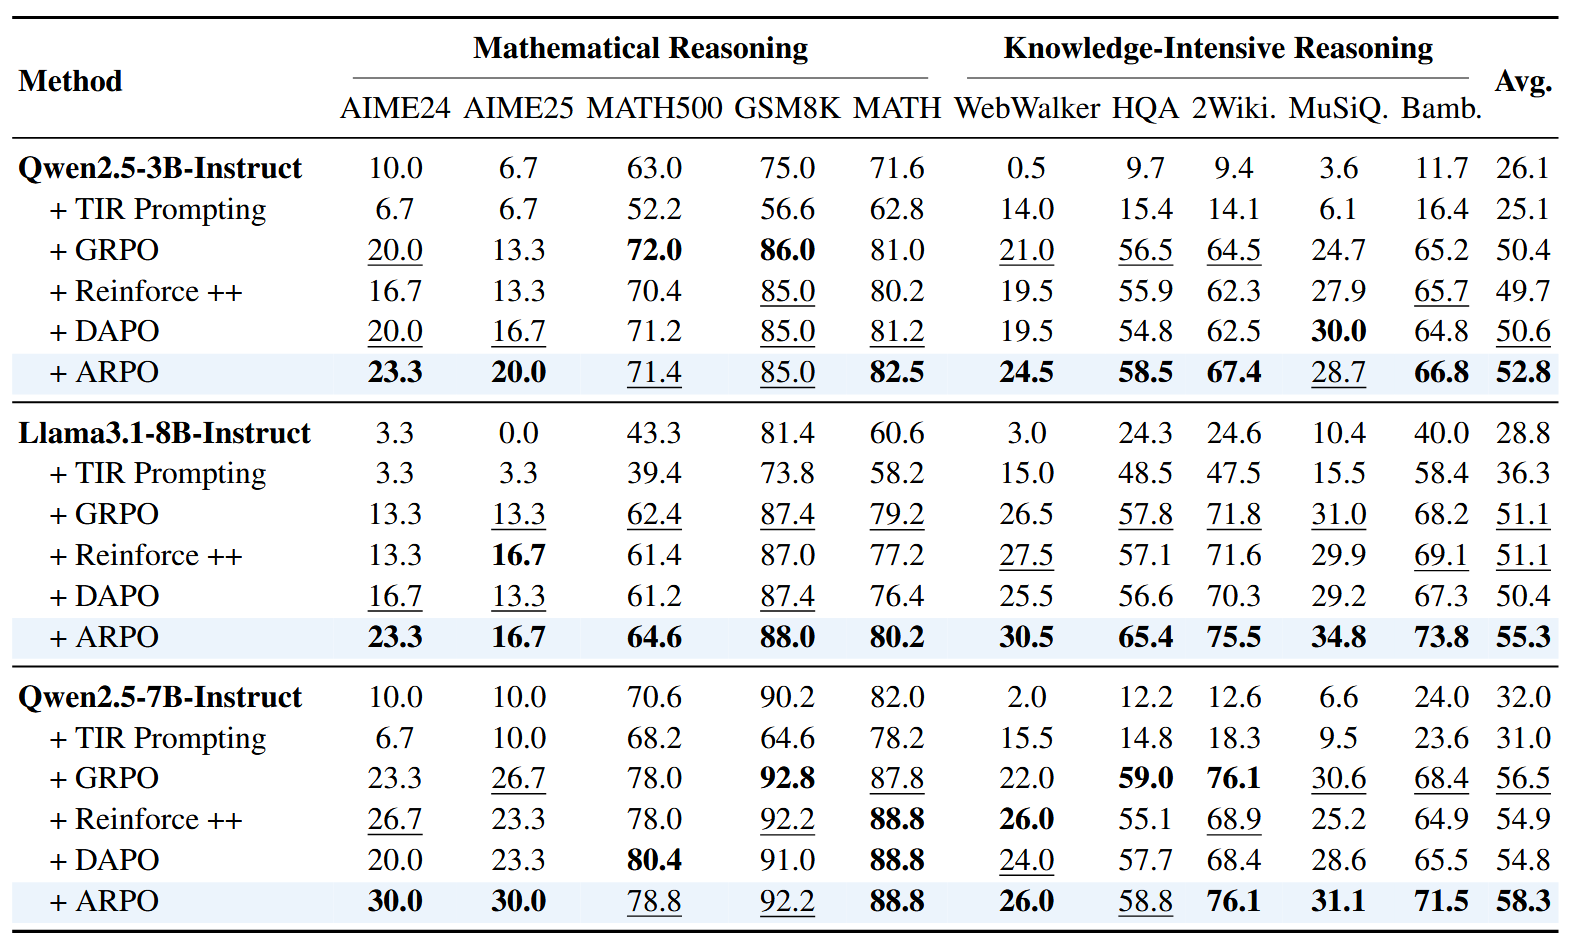 Method Mathematical Reasoning Knowledge-Intensive Reasoning Avg.
AIME24 AIME25 MATH500 GSM8K MATH WebWalker HQA 2Wiki. MuSiQ. Bamb.
Qwen2.5-3B-Instruct 10.0 6.7 63.0 75.0 71.6 0.5 9.7 9.4 3.6 11.7 26.1
+ TIR Prompting 6.7 6.7 52.2 56.6 62.8 14.0 15.4 14.1 6.1 16.4 25.1
+ GRPO 20.0 13.3 72.0 86.0 81.0 21.0 56.5 64.5 24.7 65.2 50.4
+ Reinforce ++ 16.7 13.3 70.4 85.0 80.2 19.5 55.9 62.3 27.9 65.7 49.7
+ DAPO 20.0 16.7 71.2 85.0 81.2 19.5 54.8 62.5 30.0 64.8 50.6
+ ARPO 23.3 20.0 71.4 85.0 82.5 24.5 58.5 67.4 28.7 66.8 52.8
Llama3.1-8B-Instruct 3.3 0.0 43.3 81.4 60.6 3.0 24.3 24.6 10.4 40.0 28.8
+ TIR Prompting 3.3 3.3 39.4 73.8 58.2 15.0 48.5 47.5 15.5 58.4 36.3
+ GRPO 13.3 13.3 62.4 87.4 79.2 26.5 57.8 71.8 31.0 68.2 51.1
+ Reinforce ++ 13.3 16.7 61.4 87.0 77.2 27.5 57.1 71.6 29.9 69.1 51.1
+ DAPO 16.7 13.3 61.2 87.4 76.4 25.5 56.6 70.3 29.2 67.3 50.4
+ ARPO 23.3 16.7 64.6 88.0 80.2 30.5 65.4 75.5 34.8 73.8 55.3
Qwen2.5-7B-Instruct 10.0 10.0 70.6 90.2 82.0 2.0 12.2 12.6 6.6 24.0 32.0
+ TIR Prompting 6.7 10.0 68.2 64.6 78.2 15.5 14.8 18.3 9.5 23.6 31.0
+ GRPO 23.3 26.7 78.0 92.8 87.8 22.0 59.0 76.1 30.6 68.4 56.5
+ Reinforce ++ 26.7 23.3 78.0 92.2 88.8 26.0 55.1 68.9 25.2 64.9 54.9
+ DAPO 20.0 23.3 80.4 91.0 88.8 24.0 57.7 68.4 28.6 65.5 54.8
+ ARPO 30.0 30.0 78.8 92.2 88.8 26.0 58.8 76.1 31.1 71.5 58.3